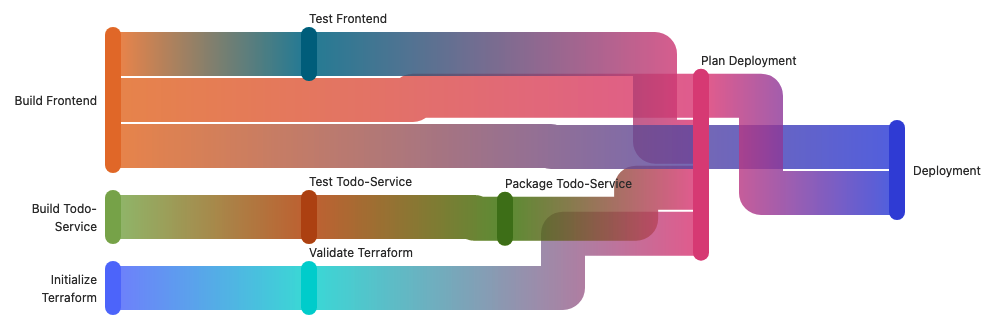 Test Frontend
Plan Deployment
Build Frontend
Deployment
Test Todo-Service
Package Todo-Service
Build Todo-
Service
Validate Terraform
Initialize
Terraform